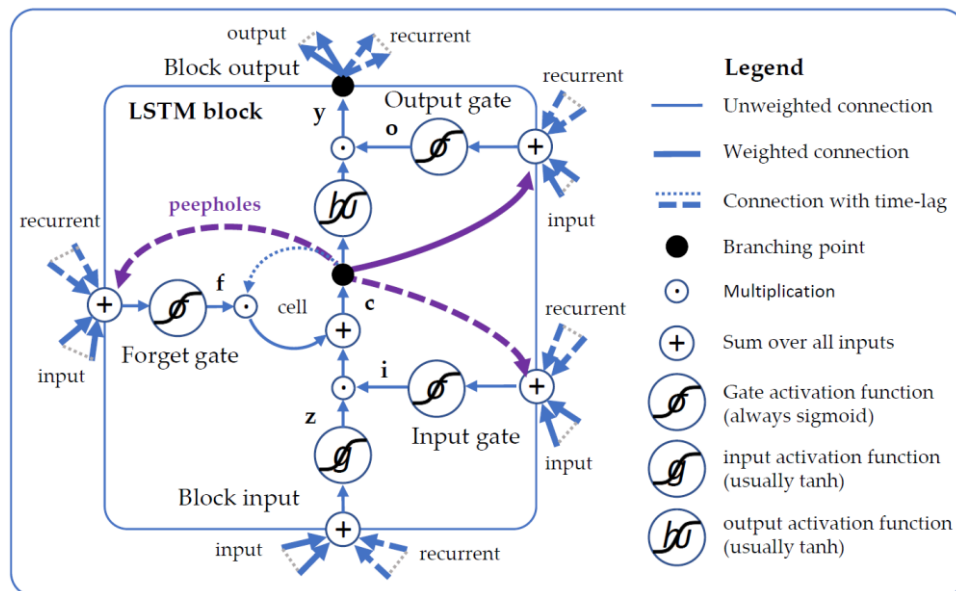 output
recurrent
Block output
LSTM block
y
o
Output gate
σ
recurrent
input
h
peepholes
recurrent
f
σ
cell
c
Forget gate
input
recurrent
i
σ
z
Input gate
input
g
Block input
input
recurrent
Legend
Unweighted connection
Weighted connection
Connection with time-lag
Branching point
Multiplication
+
Sum over all inputs
σ
Gate activation function
(always sigmoid)
g
input activation function
(usually tanh)
h
output activation function
(usually tanh)